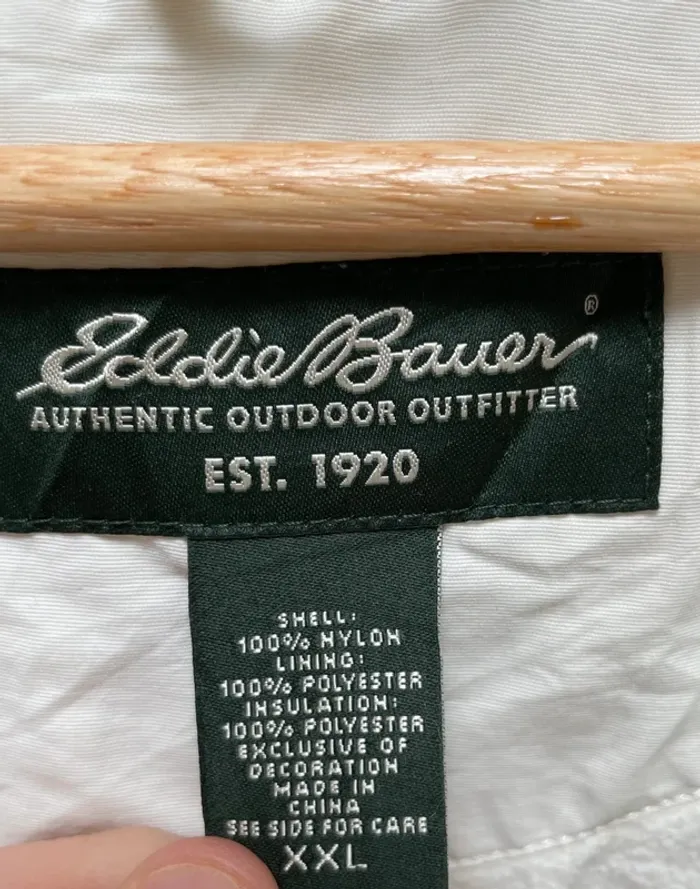 Eddie Bauer®
AUTHENTIC OUTDOOR OUTFITTER
EST. 1920
SHELL:
100% NYLON
LINING:
100% POLYESTER
INSULATION:
100% POLYESTER
EXCLUSIVE OF
DECORATION
MADE IN
CHINA
SEE SIDE FOR CARE
XXL